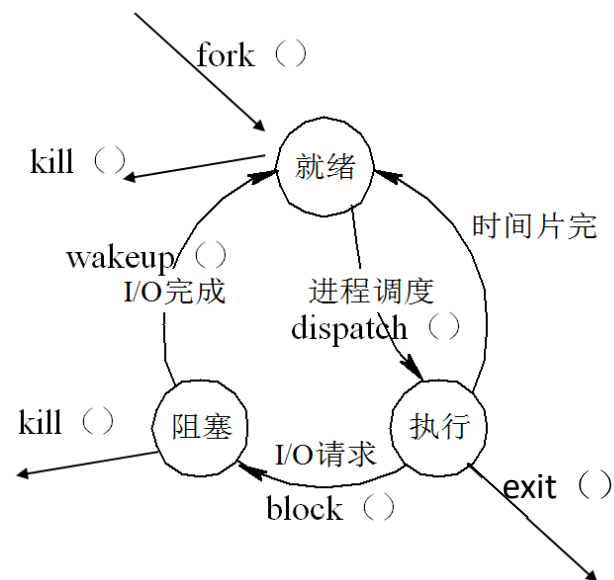 fork（）
就绪
kill（）
时间片完
wakeup（）
I/O完成
进程调度
dispatch（）
kill（）
阻塞
执行
I/O请求
block（）
exit（）